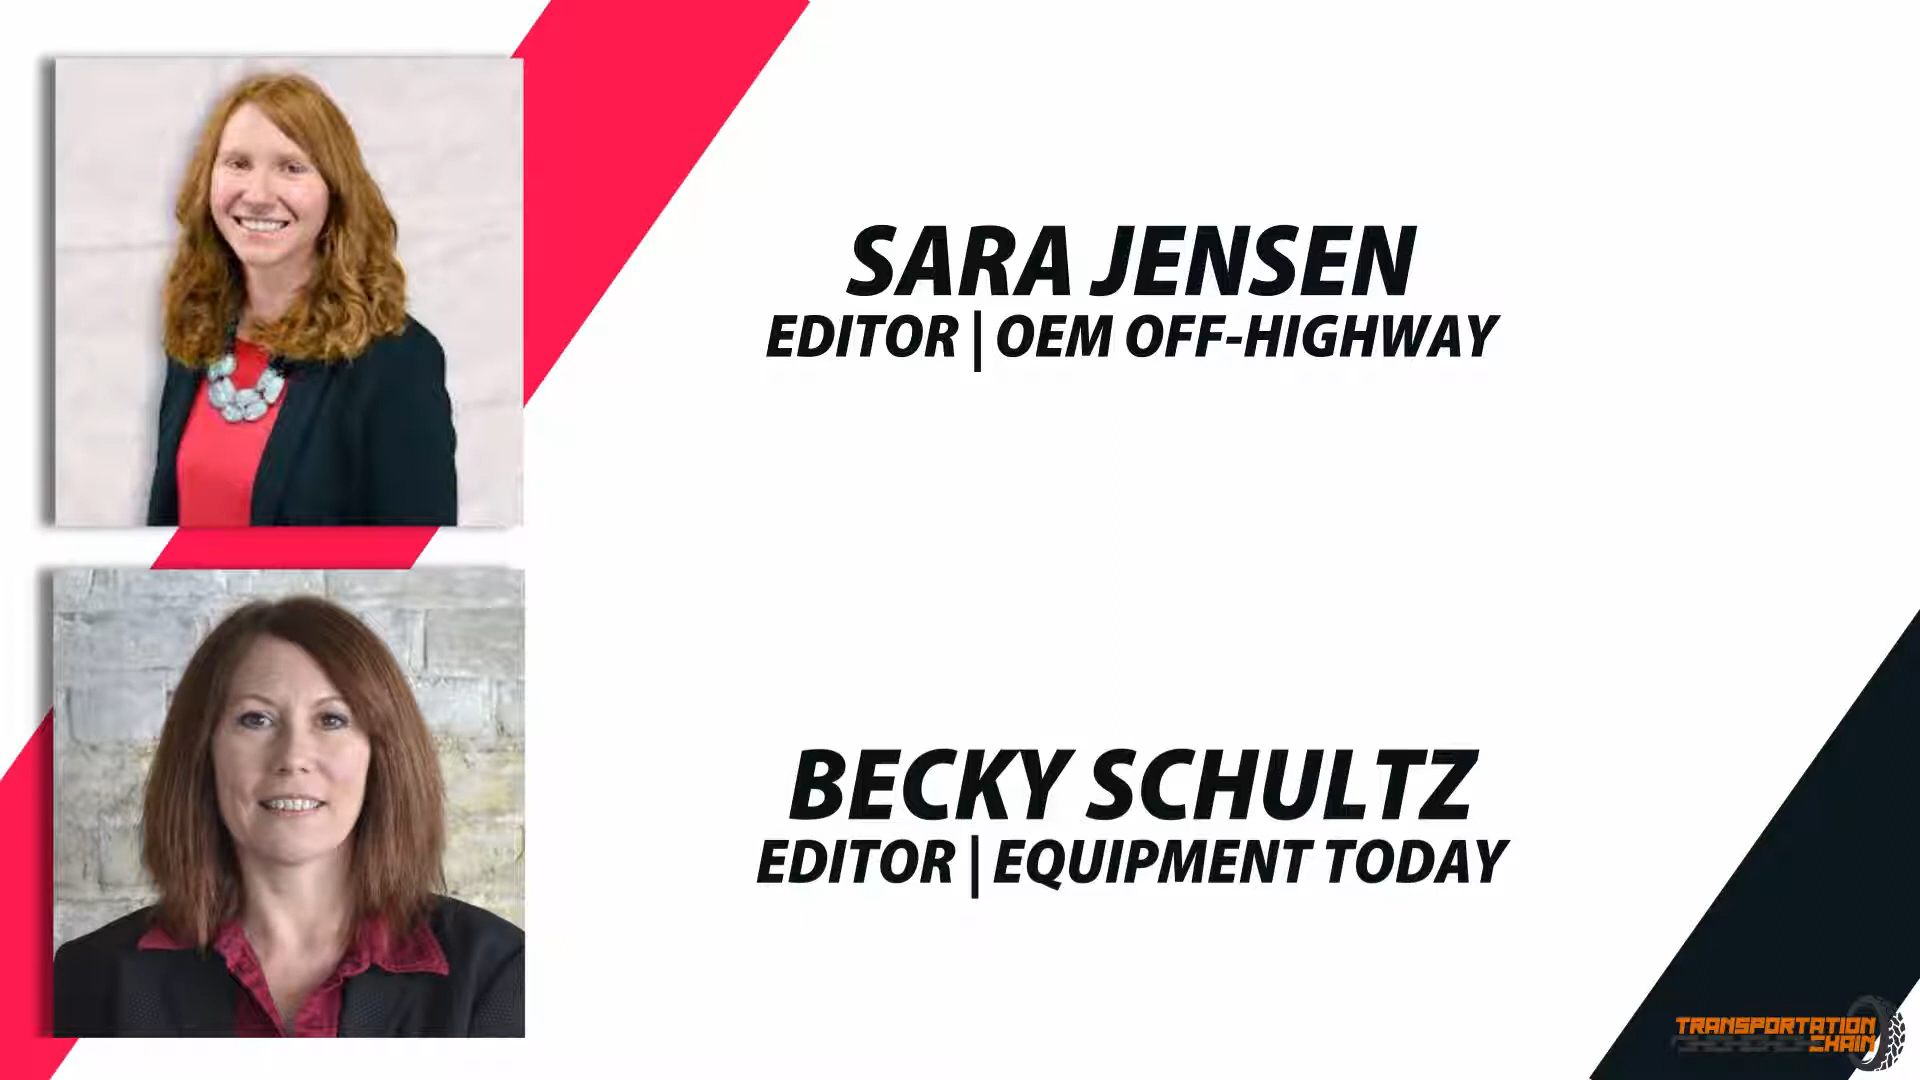 SARA JENSEN
EDITOR | OEM OFF-HIGHWAY
BECKY SCHULTZ
EDITOR | EQUIPMENT TODAY
TRANSPORTATION
CHAIN